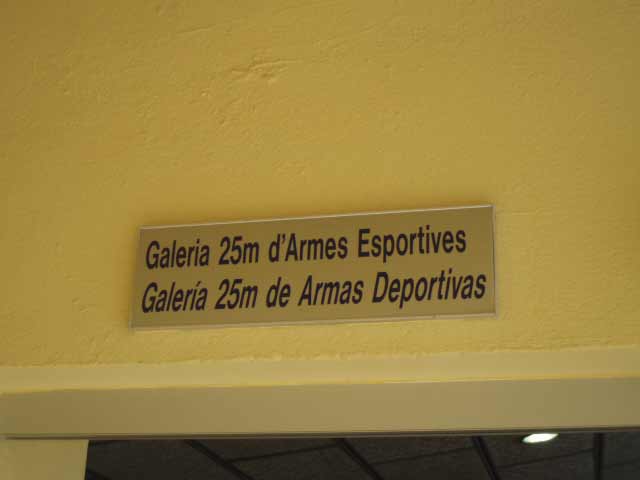 Galeria 25m d'Armes Esportives
Galería 25m de Armas Deportivas